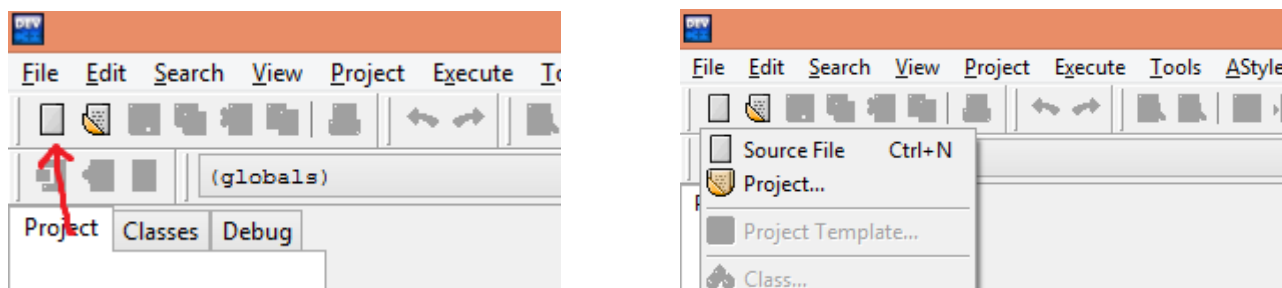 DEV
File Edit Search View Project Execute
(globals)
Project Classes Debug
DEV
File Edit Search View Project Execute Tools AStyle
Source File Ctrl+N
Project...
Project Template...
Class...